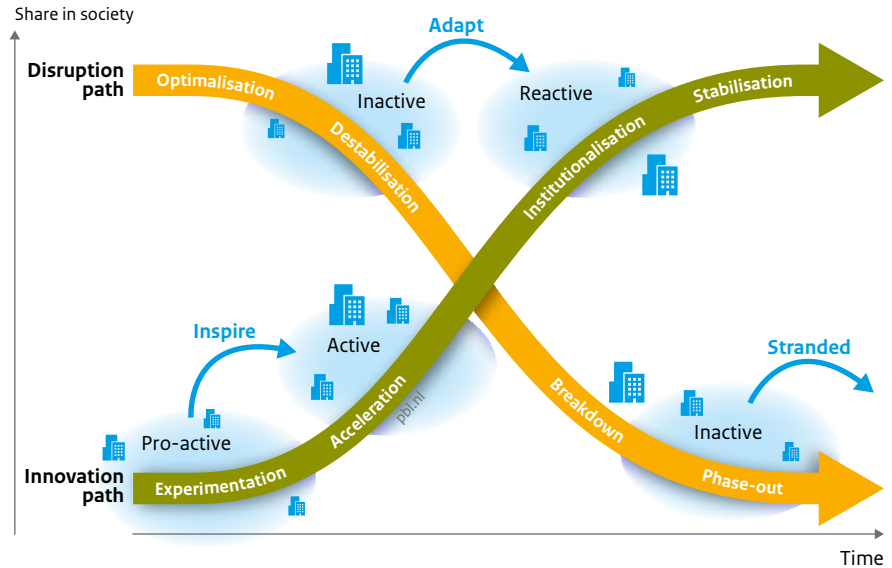 Share in society
Adapt
Disruption
path
Optimalisation
Inactive
Reactive
Stabilisation
Destabilisation
Institutionalisation
Inspire
Active
Stranded
Acceleration
pbl.nl
Breakdown
Inactive
Pro-active
Innovation
path
Experimentation
Phase-out
Time